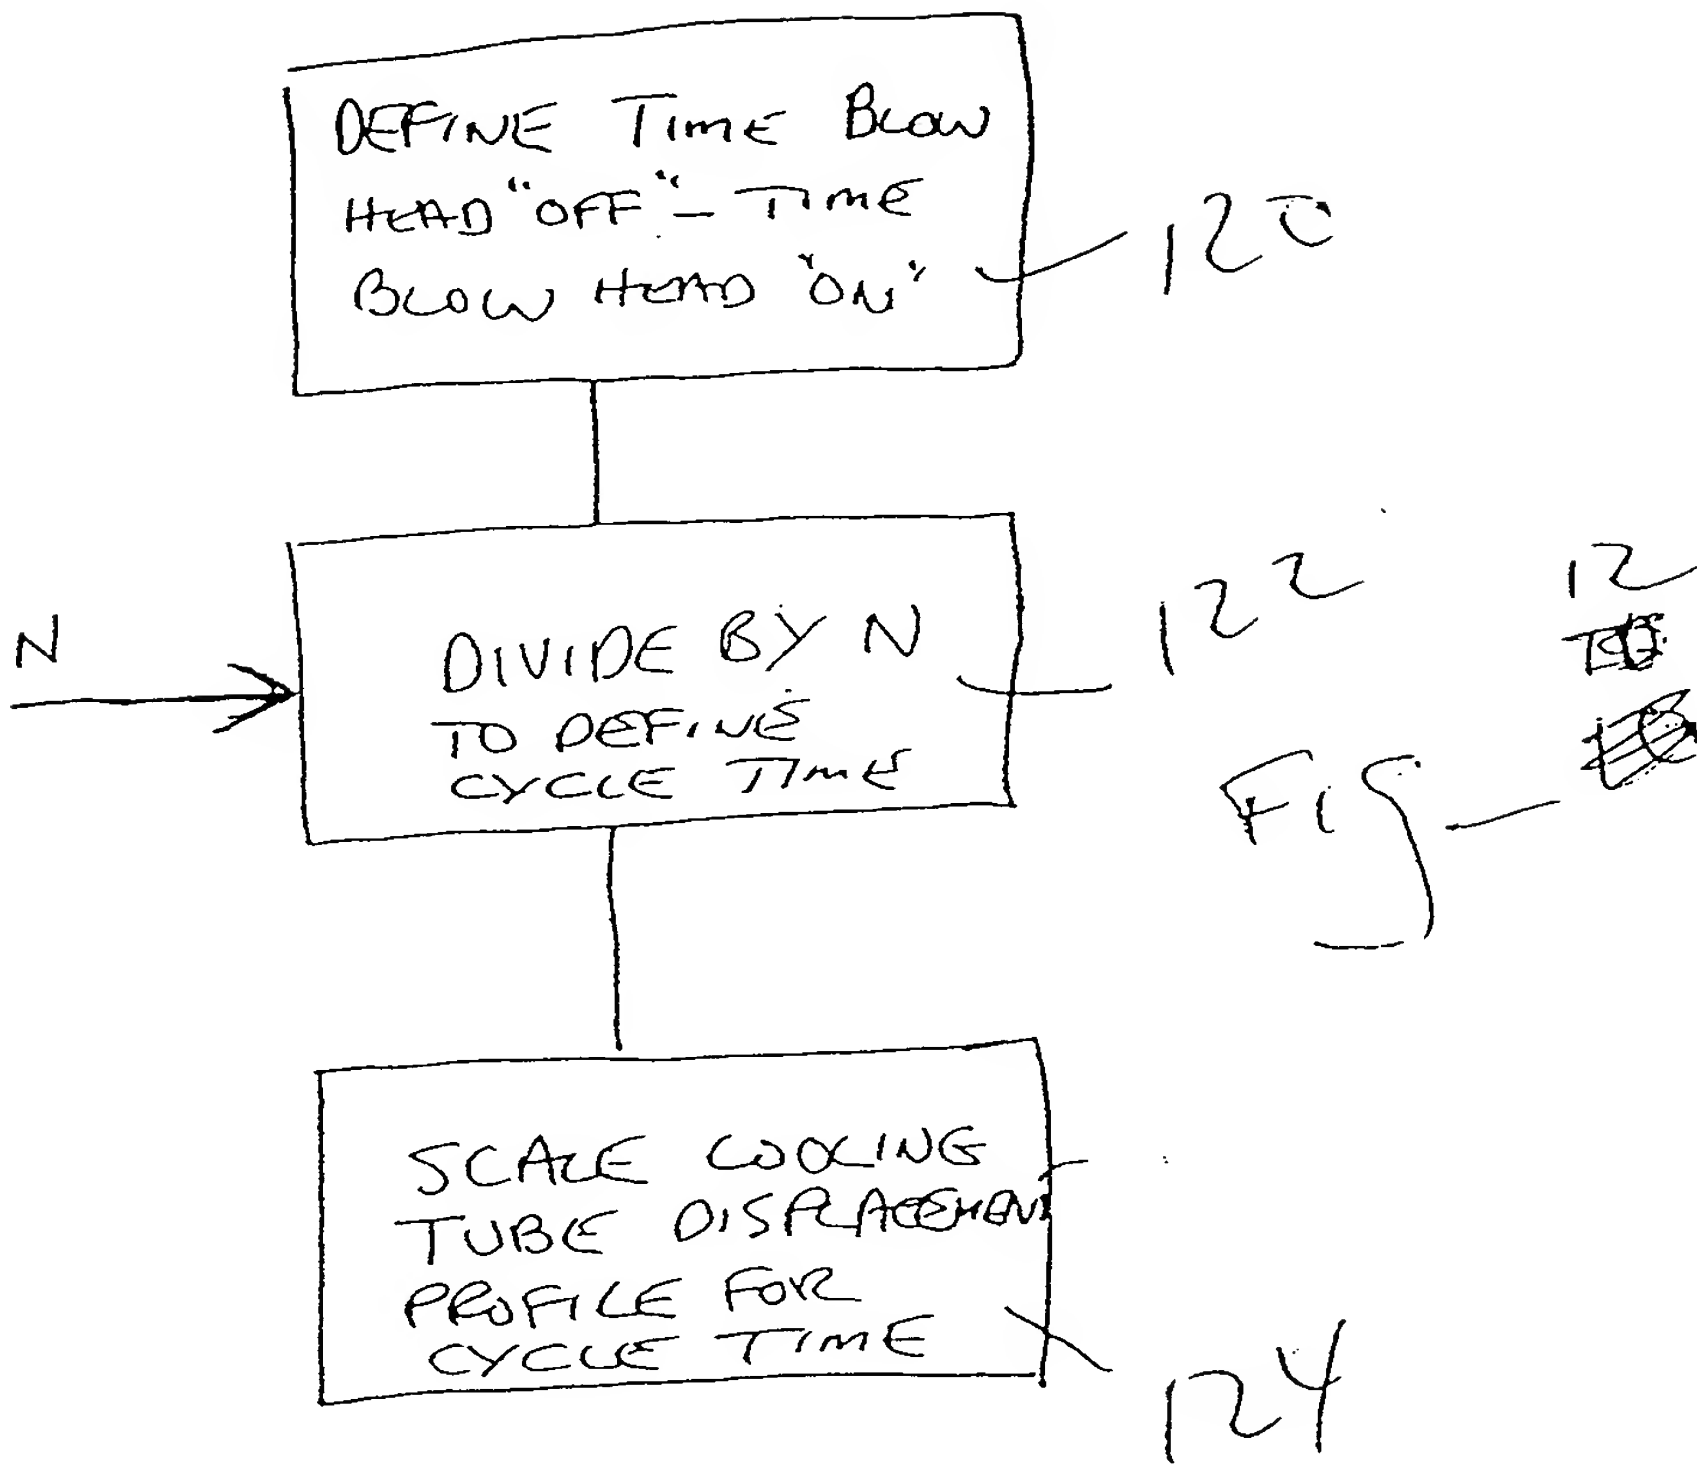 DEFINE TIME BLOW
HEAD "OFF" - TIME
BLOW HEAD "ON"
120
N
DIVIDE BY N
TO DEFINE
CYCLE TIME
122
12
Fig
SCALE COOLING
TUBE DISPLACEMENT
PROFILE FOR
CYCLE TIME
124